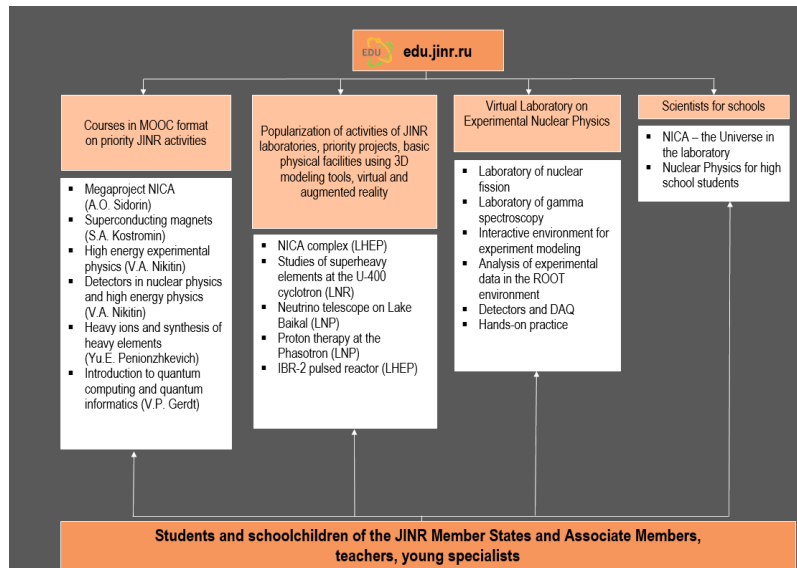 EDU
edu.jinr.ru
Courses in MOOC format
on priority JINR activities
▪ Megaproject NICA
(A.O. Sidorin)
▪ Superconducting magnets
(S.A. Kostromin)
▪ High energy experimental
physics (V.A. Nikitin)
▪ Detectors in nuclear physics
and high energy physics
(V.A. Nikitin)
▪ Heavy ions and synthesis of
heavy elements
(Yu.E. Penionzhkevich)
▪ Introduction to quantum
computing and quantum
informatics (V.P. Gerdt)
Popularization of activities of JINR
laboratories, priority projects, basic
physical facilities using 3D
modeling tools, virtual and
augmented reality
▪ NICA complex (LHEP)
▪ Studies of superheavy
elements at the U-400
cyclotron (LNR)
▪ Neutrino telescope on Lake
Baikal (LNP)
▪ Proton therapy at the
Phasotron (LNP)
▪ IBR-2 pulsed reactor (LHEP)
Virtual Laboratory on
Experimental Nuclear Physics
▪ Laboratory of nuclear
fission
▪ Laboratory of gamma
spectroscopy
▪ Interactive environment for
experiment modeling
▪ Analysis of experimental
data in the ROOT
environment
▪ Detectors and DAQ
▪ Hands-on practice
Scientists for schools
▪ NICA – the Universe in
the laboratory
▪ Nuclear Physics for high
school students
Students and schoolchildren of the JINR Member States and Associate Members,
teachers, young specialists